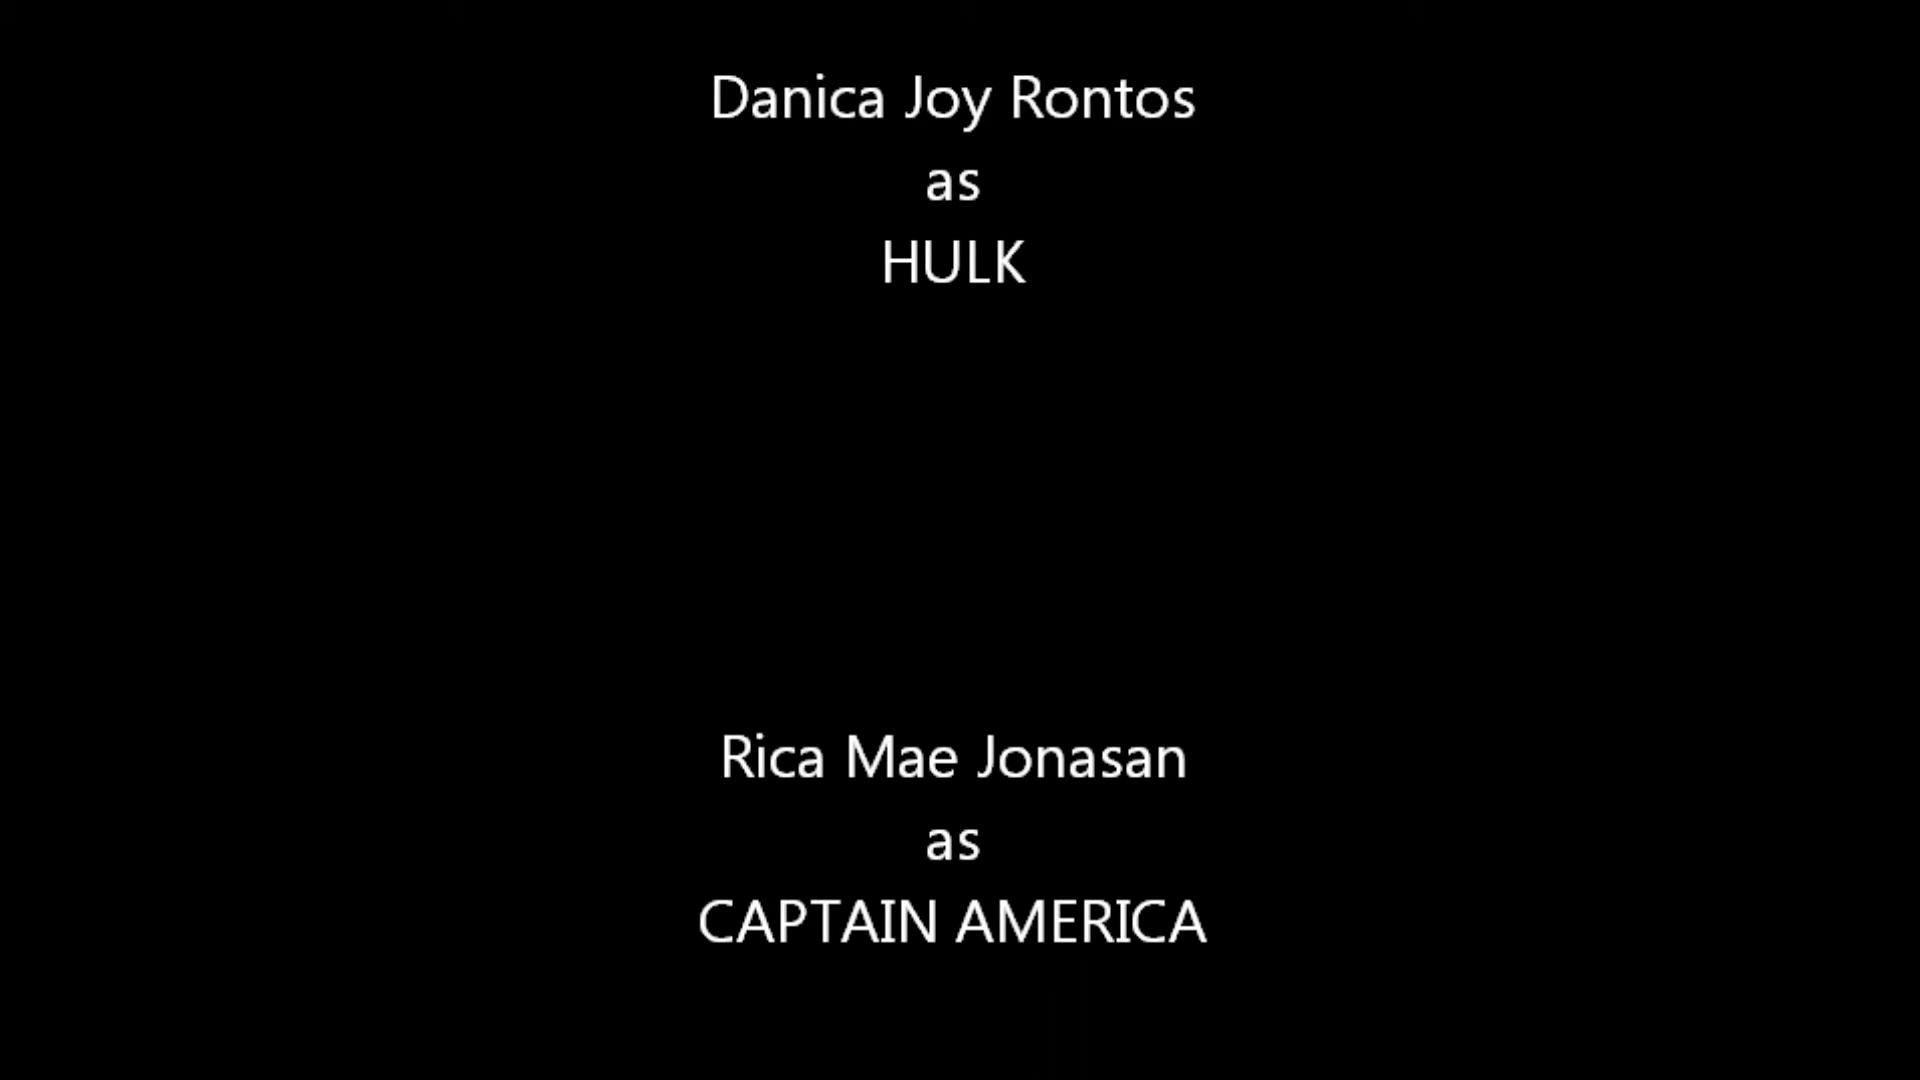 Danica Joy Rontos
as
HULK
Rica Mae Jonasan
as
CAPTAIN AMERICA